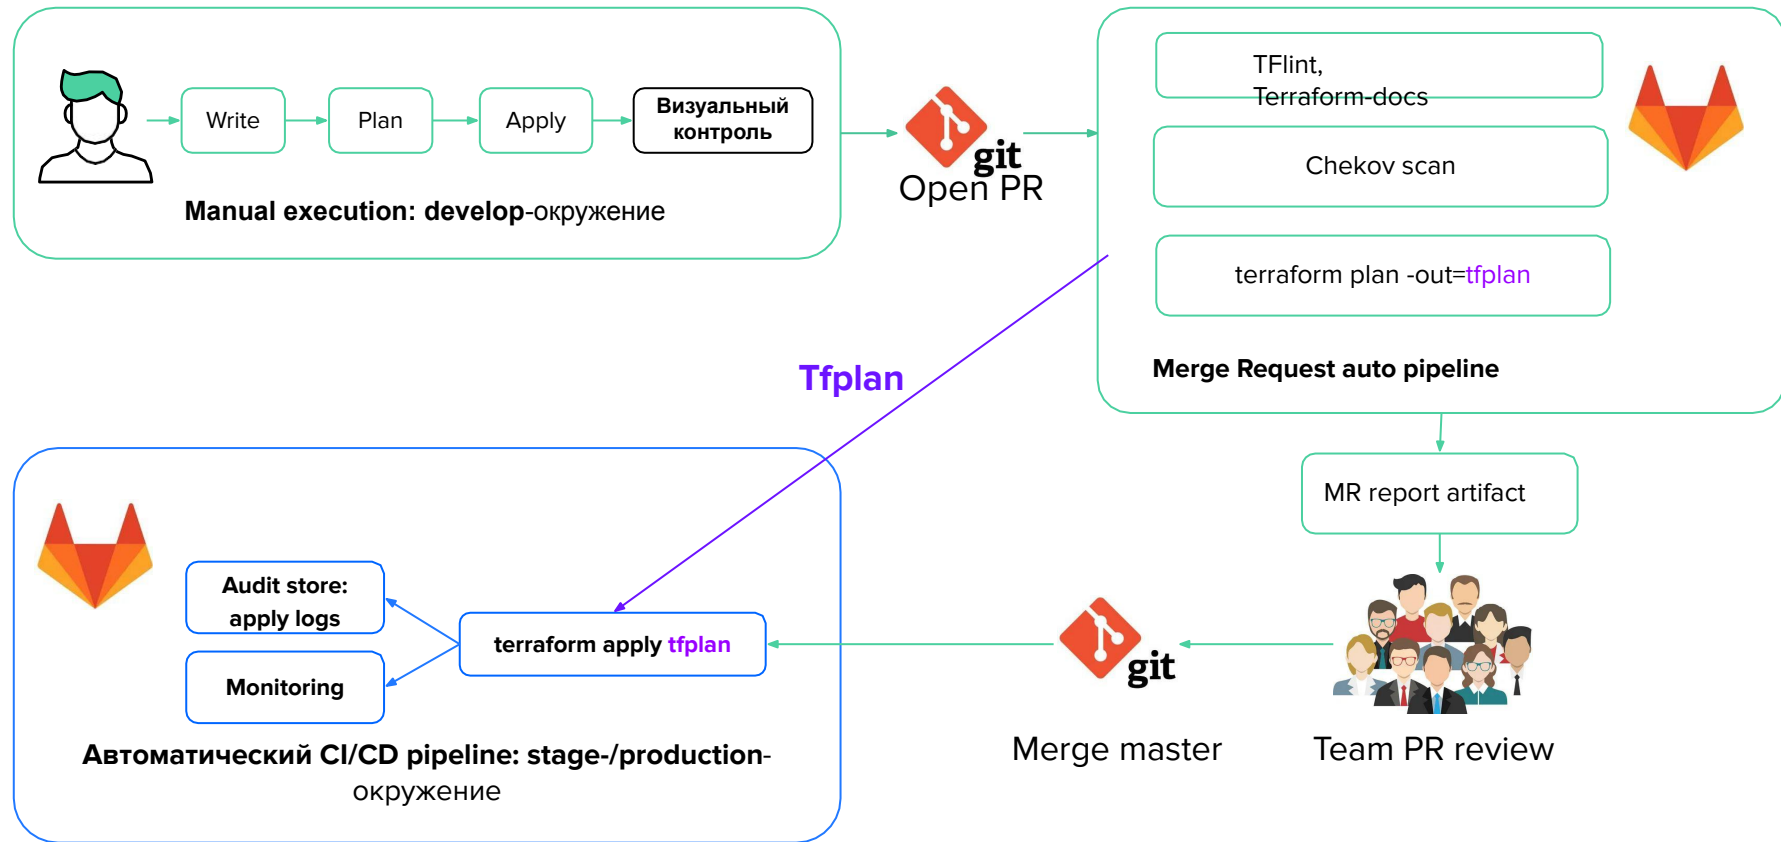 Write
Plan
Apply
Визуальный
контроль
Manual execution: develop-окружение
git
Open PR
TFlint,
Terraform-docs
Chekov scan
terraform plan -out=tfplan
Merge Request auto pipeline
Tfplan
MR report artifact
Team PR review
git
Merge master
terraform apply tfplan
Audit store:
apply logs
Monitoring
Автоматический CI/CD pipeline: stage-/production-
окружение